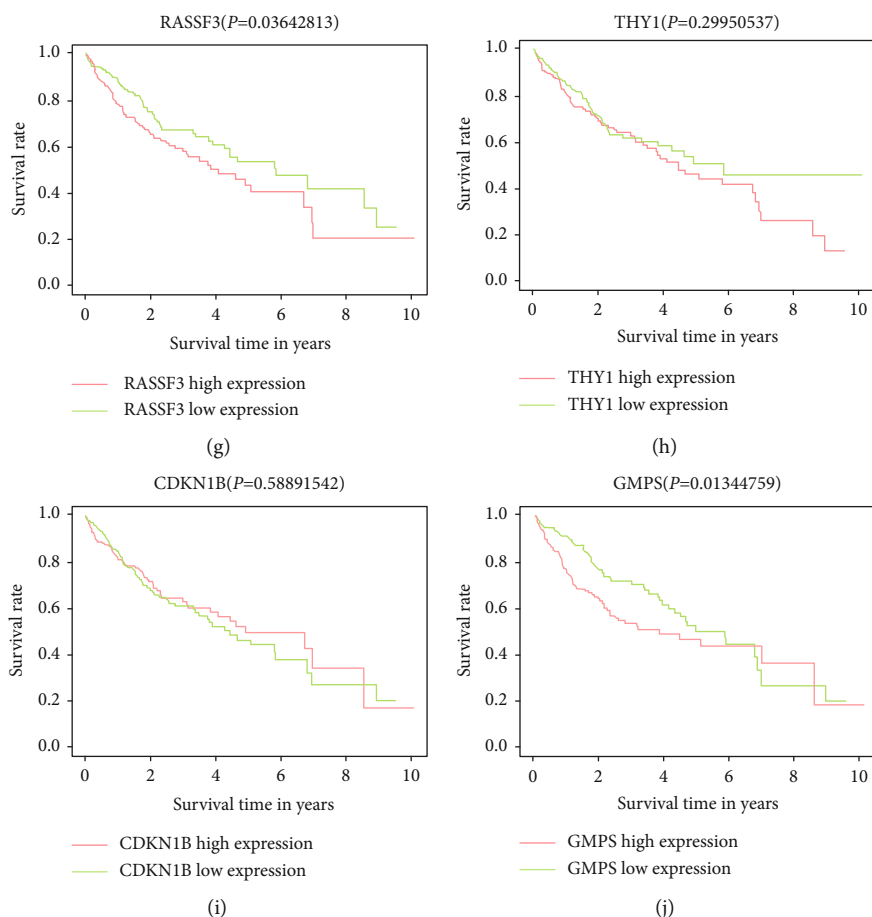 RASSF3(P=0.03642813)
1.0
0.8
0.6
0.4
0.2
0.0
Survival rate
0 2 4 6 8 10
Survival time in years
RASSF3 high expression
RASSF3 low expression
(g)
THY1(P=0.29950537)
1.0
0.8
0.6
0.4
0.2
0.0
Survival rate
0 2 4 6 8 10
Survival time in years
THY1 high expression
THY1 low expression
(h)
CDKN1B(P=0.58891542)
1.0
0.8
0.6
0.4
0.2
0.0
Survival rate
0 2 4 6 8 10
Survival time in years
CDKN1B high expression
CDKN1B low expression
(i)
GMPS(P=0.01344759)
1.0
0.8
0.6
0.4
0.2
0.0
Survival rate
0 2 4 6 8 10
Survival time in years
GMPS high expression
GMPS low expression
(j)